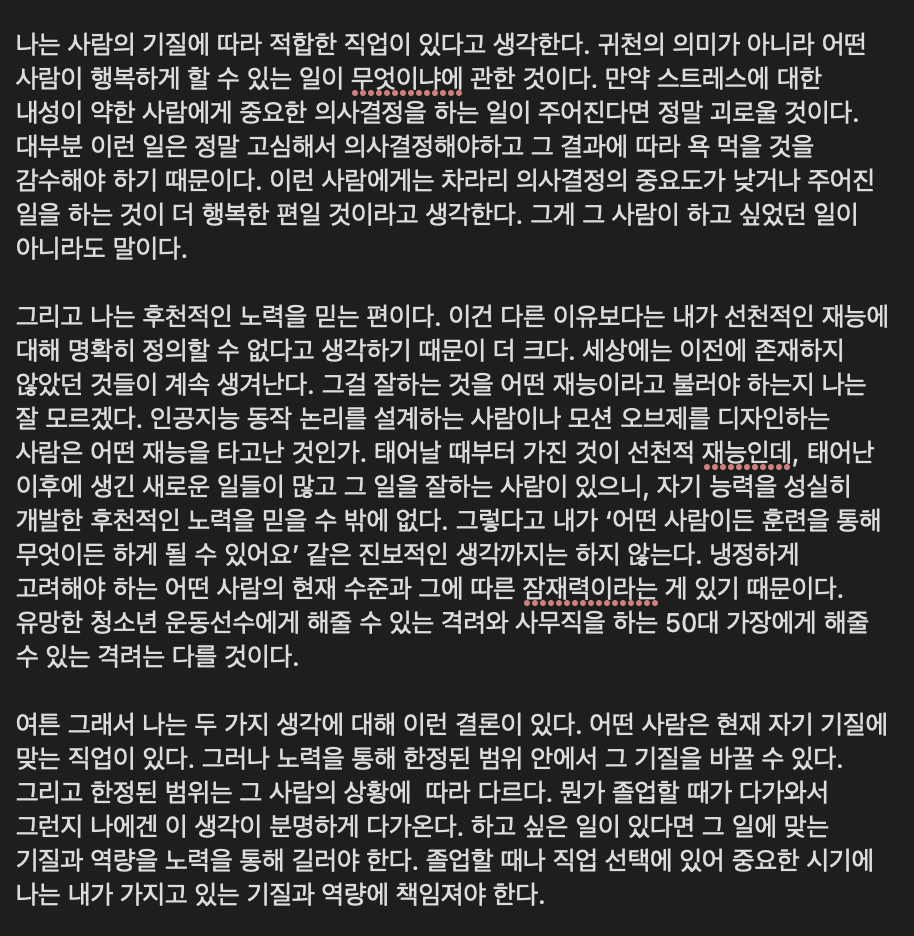 나는 사람의 기질에 따라 적합한 직업이 있다고 생각한다. 귀천의 의미가 아니라 어떤
사람이 행복하게 할 수 있는 일이 무엇이냐에 관한 것이다. 만약 스트레스에 대한
내성이 약한 사람에게 중요한 의사결정을 하는 일이 주어진다면 정말 괴로울 것이다.
대부분 이런 일은 정말 고심해서 의사결정해야하고 그 결과에 따라 욕 먹을 것을
감수해야 하기 때문이다. 이런 사람에게는 차라리 의사결정의 중요도가 낮거나 주어진
일을 하는 것이 더 행복한 편일 것이라고 생각한다. 그게 그 사람이 하고 싶었던 일이
아니라도 말이다.
그리고 나는 후천적인 노력을 믿는 편이다. 이건 다른 이유보다는 내가 선천적인 재능에
대해 명확히 정의할 수 없다고 생각하기 때문이 더 크다. 세상에는 이전에 존재하지
않았던 것들이 계속 생겨난다. 그걸 잘하는 것을 어떤 재능이라고 불러야 하는지 나는
잘 모르겠다. 인공지능 동작 논리를 설계하는 사람이나 모션 오브제를 디자인하는
사람은 어떤 재능을 타고난 것인가. 태어날 때부터 가진 것이 선천적 재능인데, 태어난
이후에 생긴 새로운 일들이 많고 그 일을 잘하는 사람이 있으니, 자기 능력을 성실히
개발한 후천적인 노력을 믿을 수 밖에 없다. 그렇다고 내가 ‘어떤 사람이든 훈련을 통해
무엇이든 하게 될 수 있어요’ 같은 진보적인 생각까지는 하지 않는다. 냉정하게
고려해야 하는 어떤 사람의 현재 수준과 그에 따른 잠재력이라는 게 있기 때문이다.
유망한 청소년 운동선수에게 해줄 수 있는 격려와 사무직을 하는 50대 가장에게 해줄
수 있는 격려는 다를 것이다.
여튼 그래서 나는 두 가지 생각에 대해 이런 결론이 있다. 어떤 사람은 현재 자기 기질에
맞는 직업이 있다. 그러나 노력을 통해 한정된 범위 안에서 그 기질을 바꿀 수 있다.
그리고 한정된 범위는 그 사람의 상황에  따라 다르다. 뭔가 졸업할 때가 다가와서
그런지 나에겐 이 생각이 분명하게 다가온다. 하고 싶은 일이 있다면 그 일에 맞는
기질과 역량을 노력을 통해 길러야 한다. 졸업할 때나 직업 선택에 있어 중요한 시기에
나는 내가 가지고 있는 기질과 역량에 책임져야 한다.